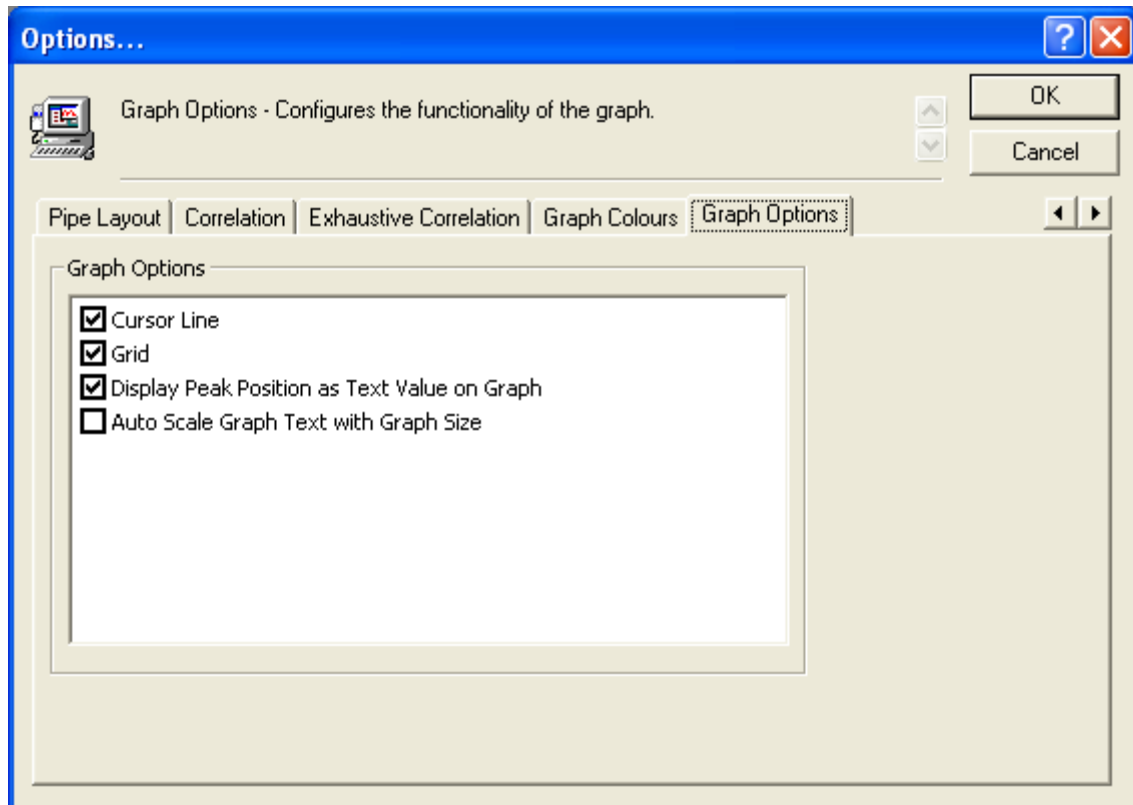 Options...
Graph Options - Configures the functionality of the graph.
OK
Cancel
Pipe Layout Correlation Exhaustive Correlation Graph Colours Graph Options
Graph Options
Cursor Line
Grid
Display Peak Position as Text Value on Graph
Auto Scale Graph Text with Graph Size